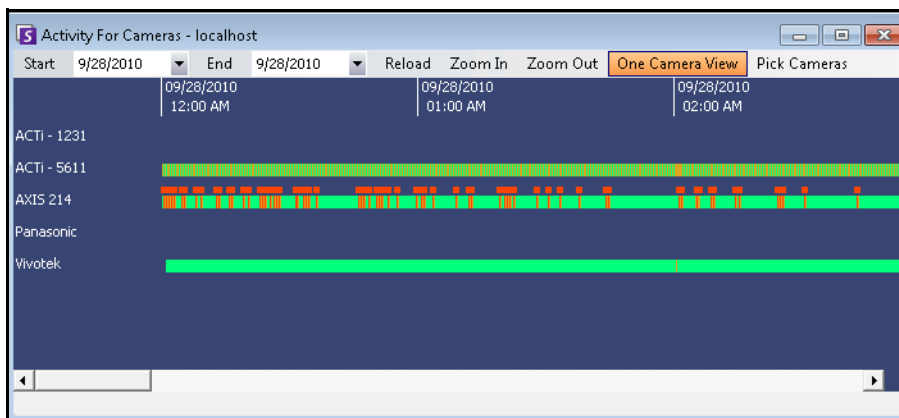 Activity For Cameras - localhost
Start 9/28/2010 End 9/28/2010 Reload Zoom In Zoom Out One Camera View Pick Cameras
09/28/2010 09/28/2010 09/28/2010
12:00 AM 01:00 AM 02:00 AM
ACTi - 1231
ACTi - 5611
AXIS 214
Panasonic
Vivotek